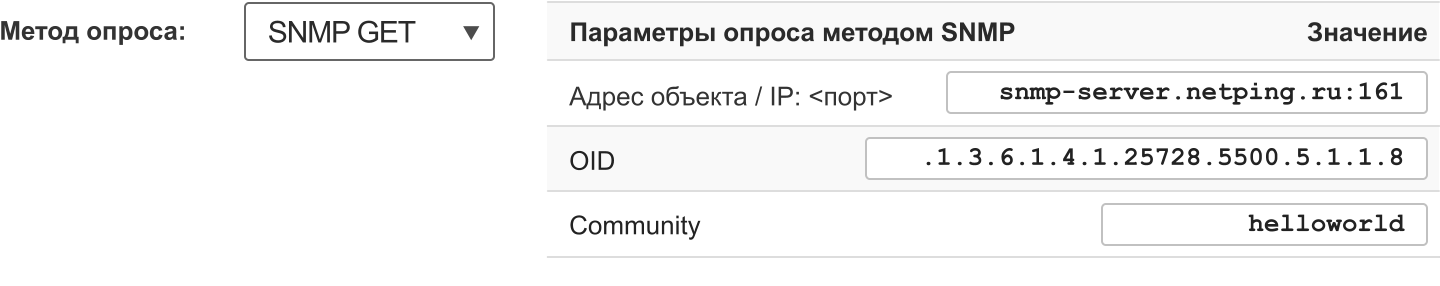 Метод опроса: SNMP GET ▼
Параметры опроса методом SNMP Значение
Адрес объекта / IP: <порт> snmp-server.netping.ru:161
OID .1.3.6.1.4.1.25728.5500.5.1.1.8
Community helloworld